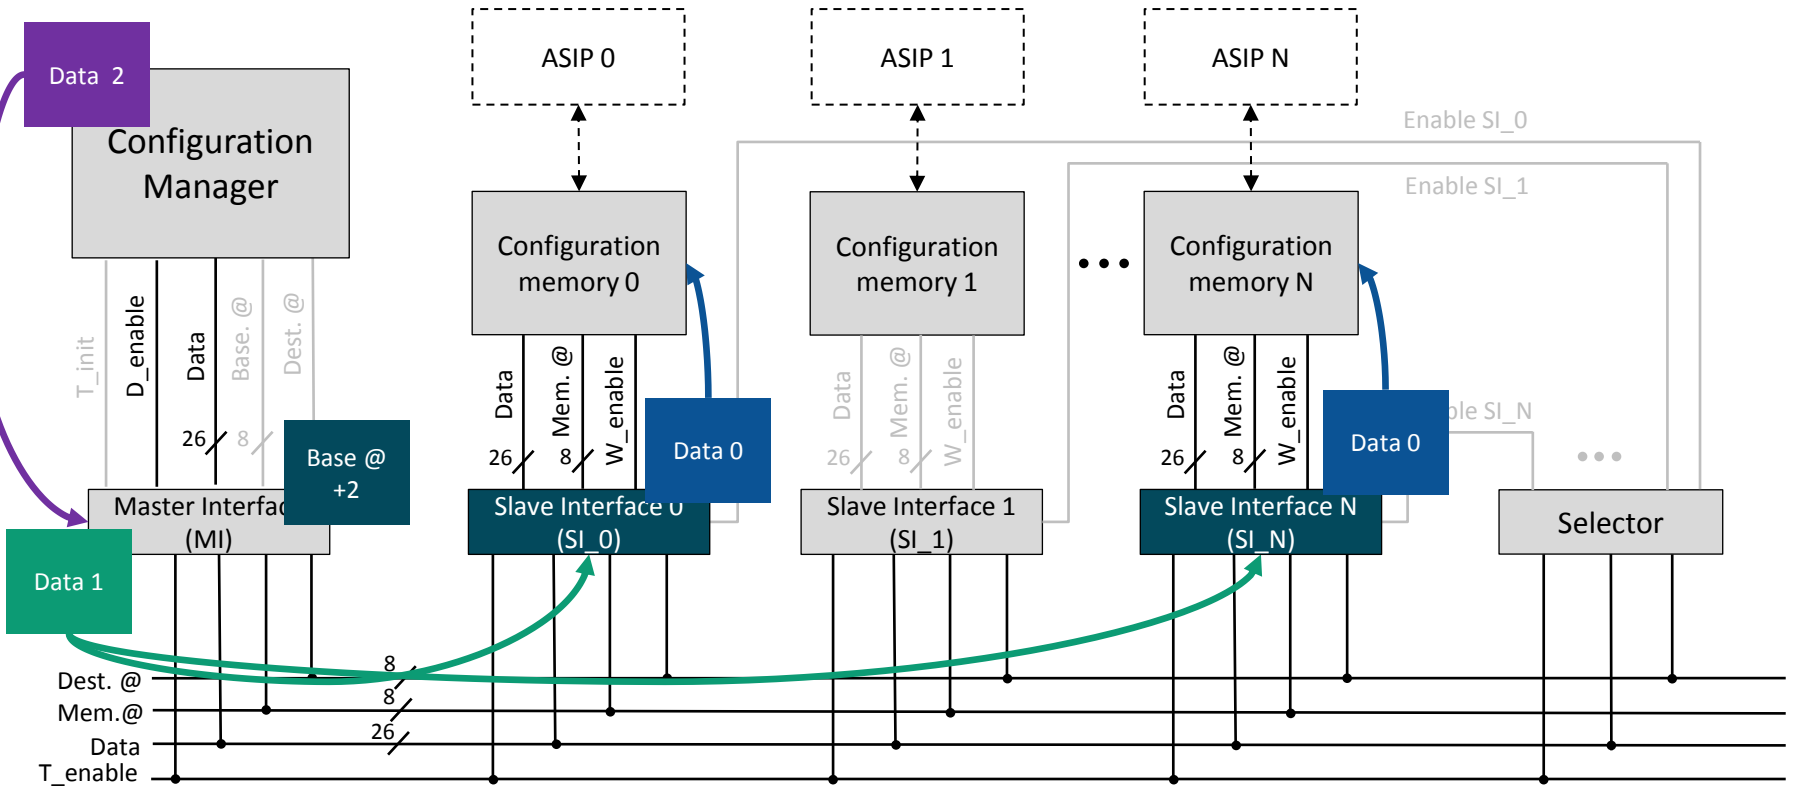 Data 2
Configuration
Manager
ASIP 0
ASIP 1
ASIP N
Enable SI_0
Enable SI_1
Configuration
memory 0
Configuration
memory 1
Configuration
memory N
T_init
D_enable
Data
Base. @
Dest. @
26
8
Data
Mem. @
W_enable
26
8
Data
Mem. @
W_enable
26
8
Data
Mem. @
W_enable
26
8
SI_N
Base @
+2
Data 0
Data 0
Master
(MI)
Slave Interface 0
(SI_0)
Slave Interface 1
(SI_1)
Slave Interface N
(SI_N)
Selector
Data 1
Dest. @
8
Mem.@
8
Data
26
T_enable